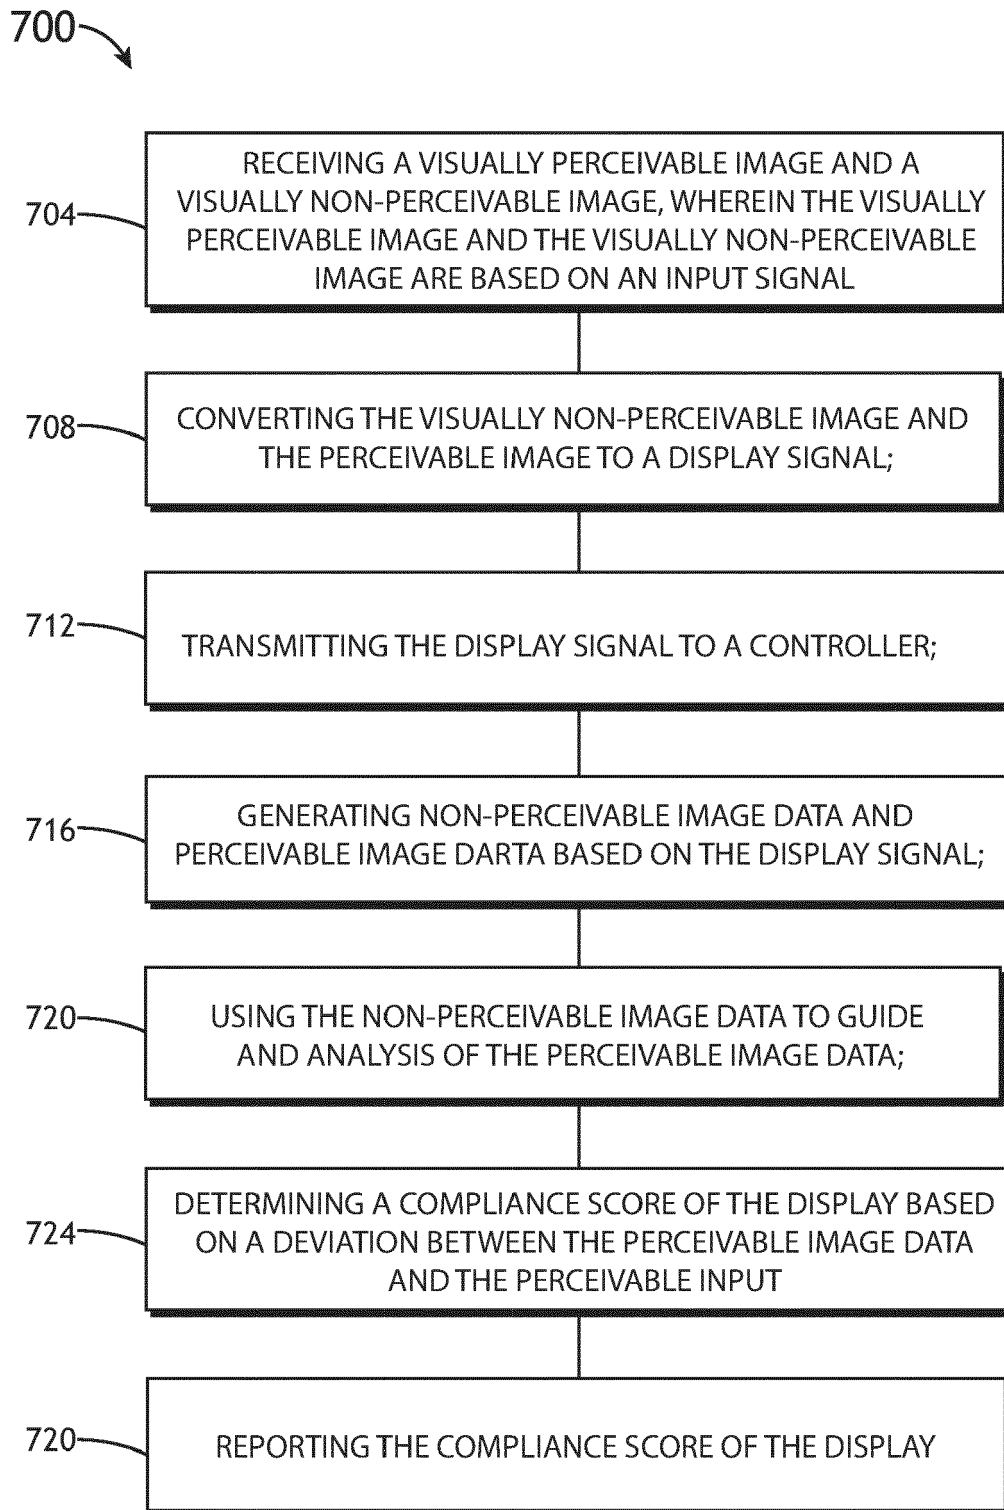 700
704
RECEIVING A VISUALLY PERCEIVABLE IMAGE AND A
VISUALLY NON-PERCEIVABLE IMAGE, WHEREIN THE VISUALLY
PERCEIVABLE IMAGE AND THE VISUALLY NON-PERCEIVABLE
IMAGE ARE BASED ON AN INPUT SIGNAL
708
CONVERTING THE VISUALLY NON-PERCEIVABLE IMAGE AND
THE PERCEIVABLE IMAGE TO A DISPLAY SIGNAL;
712
TRANSMITTING THE DISPLAY SIGNAL TO A CONTROLLER;
716
GENERATING NON-PERCEIVABLE IMAGE DATA AND
PERCEIVABLE IMAGE DARTA BASED ON THE DISPLAY SIGNAL;
720
USING THE NON-PERCEIVABLE IMAGE DATA TO GUIDE
AND ANALYSIS OF THE PERCEIVABLE IMAGE DATA;
724
DETERMINING A COMPLIANCE SCORE OF THE DISPLAY BASED
ON A DEVIATION BETWEEN THE PERCEIVABLE IMAGE DATA
AND THE PERCEIVABLE INPUT
720
REPORTING THE COMPLIANCE SCORE OF THE DISPLAY